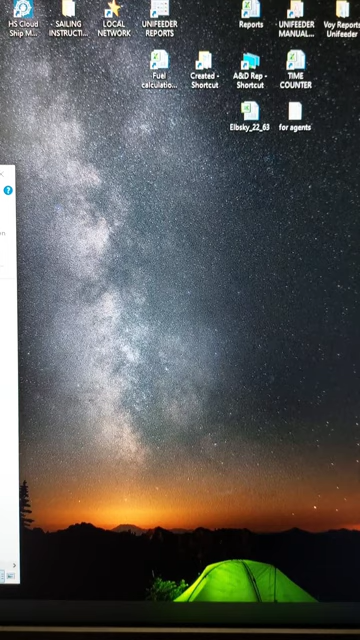 HS Cloud
Ship M...
SAILING
INSTRUCTI...
LOCAL
NETWORK
UNIFEEDER
REPORTS
Reports
UNIFEEDER
MANUAL...
Voy Reports
Unifeeder
Fuel
calculatio...
Created -
Shortcut
A&D Rep -
Shortcut
TIME
COUNTER
Elbsky_22_63
for agents